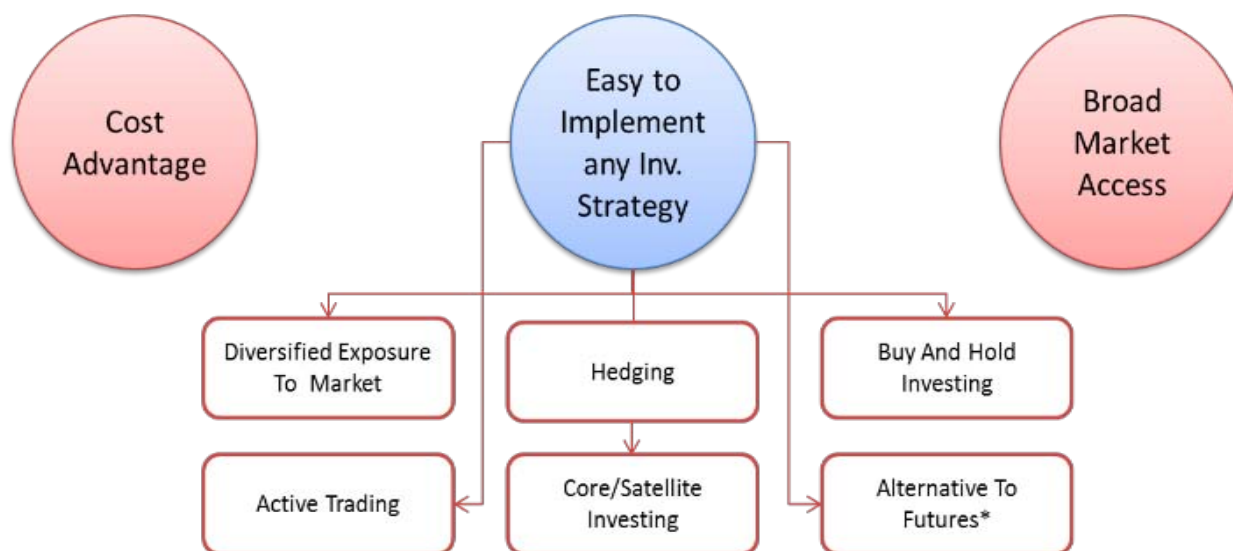 Cost
Advantage
Easy to
Implement
any Inv.
Strategy
Broad
Market
Access
Diversified Exposure
To Market
Hedging
Buy And Hold
Investing
Active Trading
Core/Satellite
Investing
Alternative To
Futures*